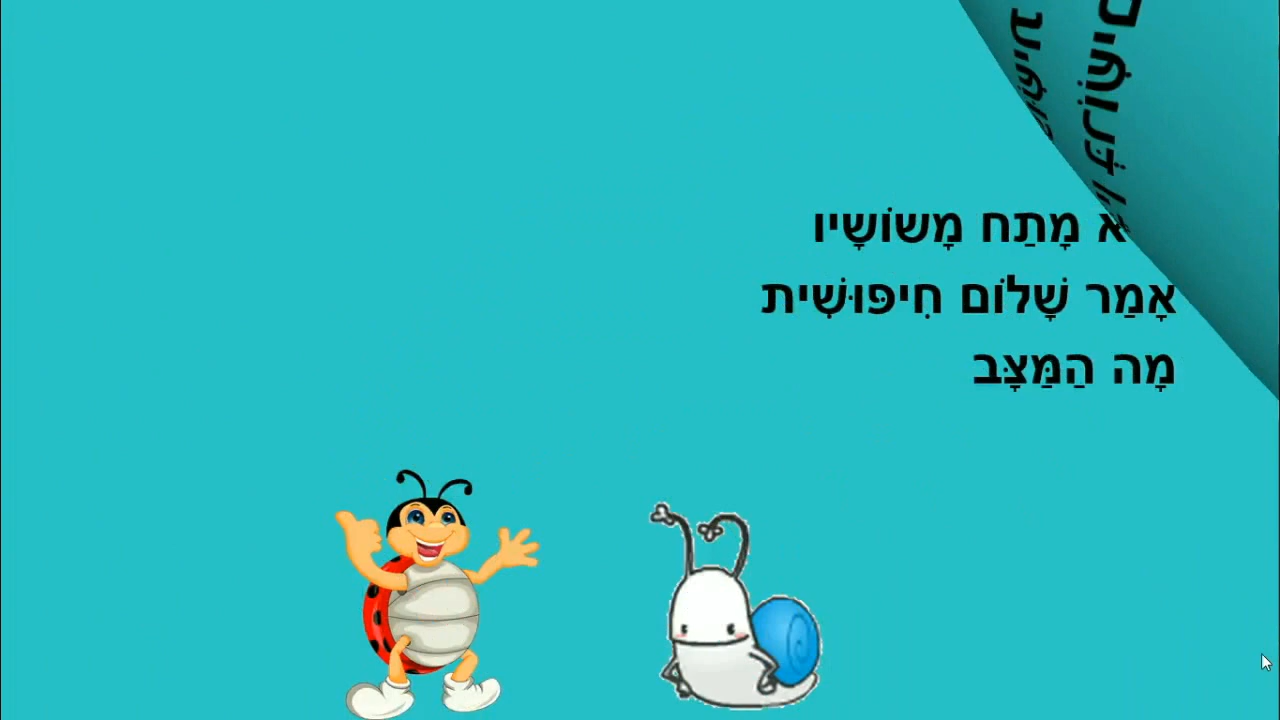 מָתַח מָשׁוֹשָׁיו
אָמַר שָׁלוֹם חִיפּוּשִׁית
מָה הַמַּצָּב